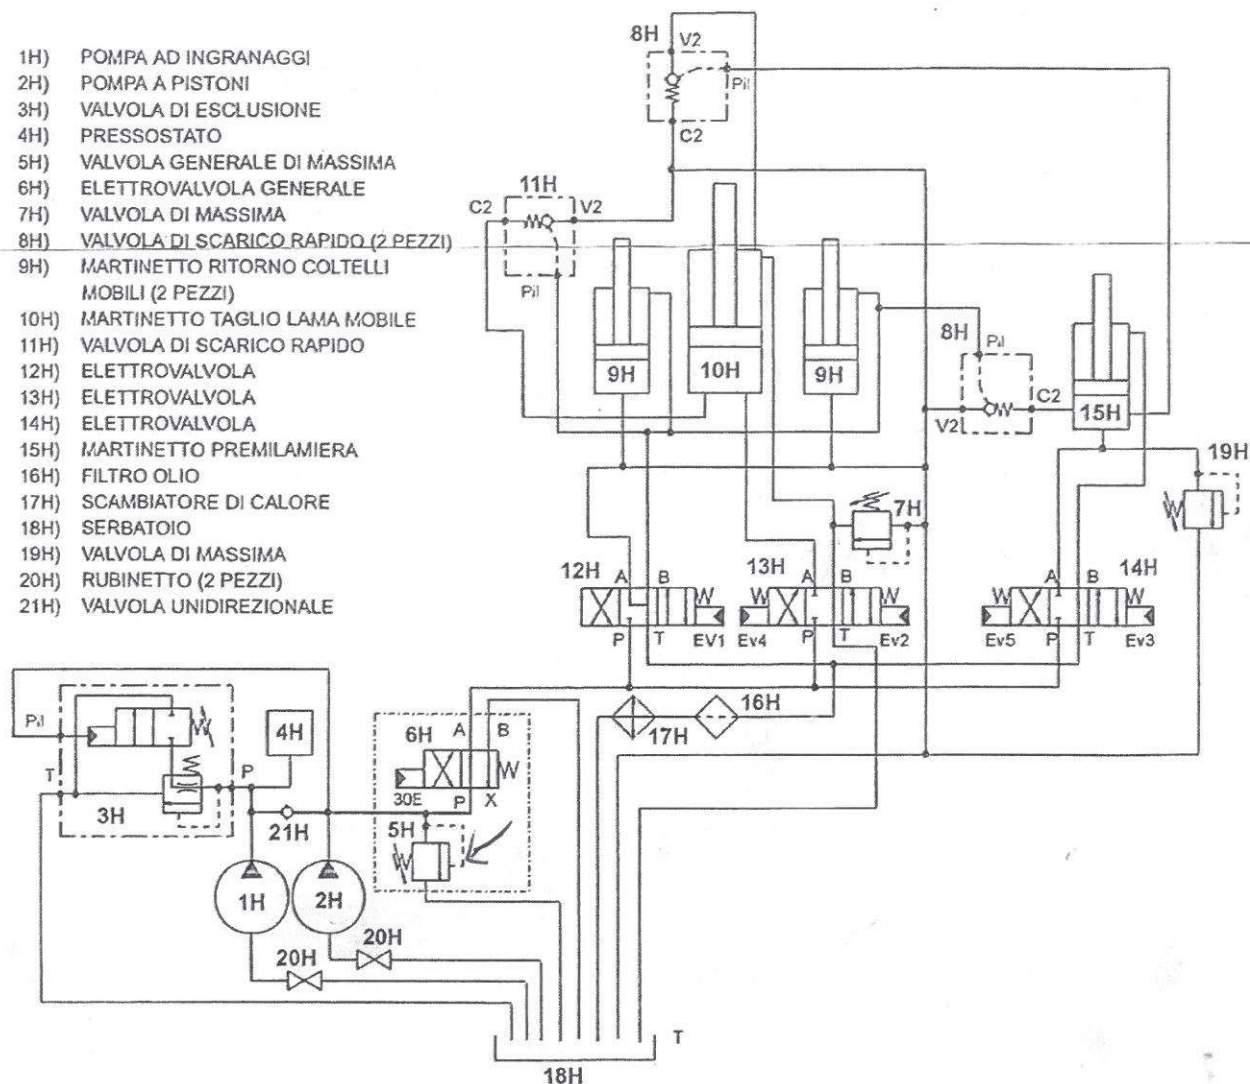 1H) POMPA AD INGRANAGGI
2H) POMPA A PISTONI
3H) VALVOLA DI ESCLUSIONE
4H) PRESSOSTATO
5H) VALVOLA GENERALE DI MASSIMA
6H) ELETTROVALVOLA GENERALE
7H) VALVOLA DI MASSIMA
8H) VALVOLA DI SCARICO RAPIDO (2 PEZZI)
9H) MARTINETTO RITORNO COLTELLI
MOBILI (2 PEZZI)
10H) MARTINETTO TAGLIO LAMA MOBILE
11H) VALVOLA DI SCARICO RAPIDO
12H) ELETTROVALVOLA
13H) ELETTROVALVOLA
14H) ELETTROVALVOLA
15H) MARTINETTO PREMILAMIERA
16H) FILTRO OLIO
17H) SCAMBIATORE DI CALORE
18H) SERBATOIO
19H) VALVOLA DI MASSIMA
20H) RUBINETTO (2 PEZZI)
21H) VALVOLA UNIDIREZIONALE
8H V2
Pil
C2
11H
C2 V2
Pil
9H 10H 9H
8H Pil
C2
V2
15H
19H
7H
12H A B
P T EV1
13H A B
Ev4 P T Ev2
A B 14H
Ev5 P T Ev3
16H
17H
Pil
4H
T P
3H
21H
6H A B
30E P X
5H
1H 2H
20H
20H
T
18H